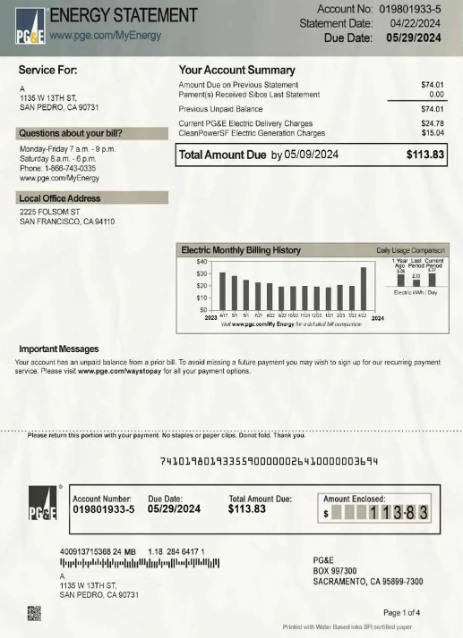 PG&E
ENERGY STATEMENT
www.pge.com/MyEnergy
Account No: 019801933-5
Statement Date: 04/22/2024
Due Date: 05/29/2024
Service For:
A
1135 W 13TH ST,
SAN PEDRO, CA 90731
Questions about your bill?
Monday-Friday 7 a.m. - 9 p.m.
Saturday 8 a.m. - 6 p.m.
Phone: 1-866-743-0335
www.pge.com/MyEnergy
Local Office Address
2225 FOLSOM ST
SAN FRANCISCO, CA 94110
Your Account Summary
Amount Due on Previous Statement $74.01
Pament(s) Received Sibce Last Statement 0.00
Previous Unpaid Balance $74.01
Current PG&E Electric Delivery Charges $24.78
CleanPowerSF Electric Generation Charges $15.04
Total Amount Due by 05/09/2024 $113.83
Electric Monthly Billing History
Daily Usage Comparison
$40
$30
$20
$10
$0
2023
2024
Visit www.pge.com/My Energy for a detailed bill comparison
1 Year Ago
Last Period
Current Period
Electric kWh / Day
Important Messages
Your account has an unpaid balance from a prior bill. To avoid missing a future payment you may wish to sign up for our recurring payment
service. Please visit www.pge.com/waystopay for all your payment options.
Please return this portion with your payment. No staples or paper clips. Donot fold. Thank you.
PG&E
Account Number: Due Date: Total Amount Due:
019801933-5 05/29/2024 $113.83
Amount Enclosed:
$ 113.83
400913715368 24 MB 1.18 284 6417 1
A
1135 W 13TH ST,
SAN PEDRO, CA 90731
PG&E
BOX 997300
SACRAMENTO, CA 95899-7300
Page 1 of 4
Printed with Water Based Inks SFI certified paper